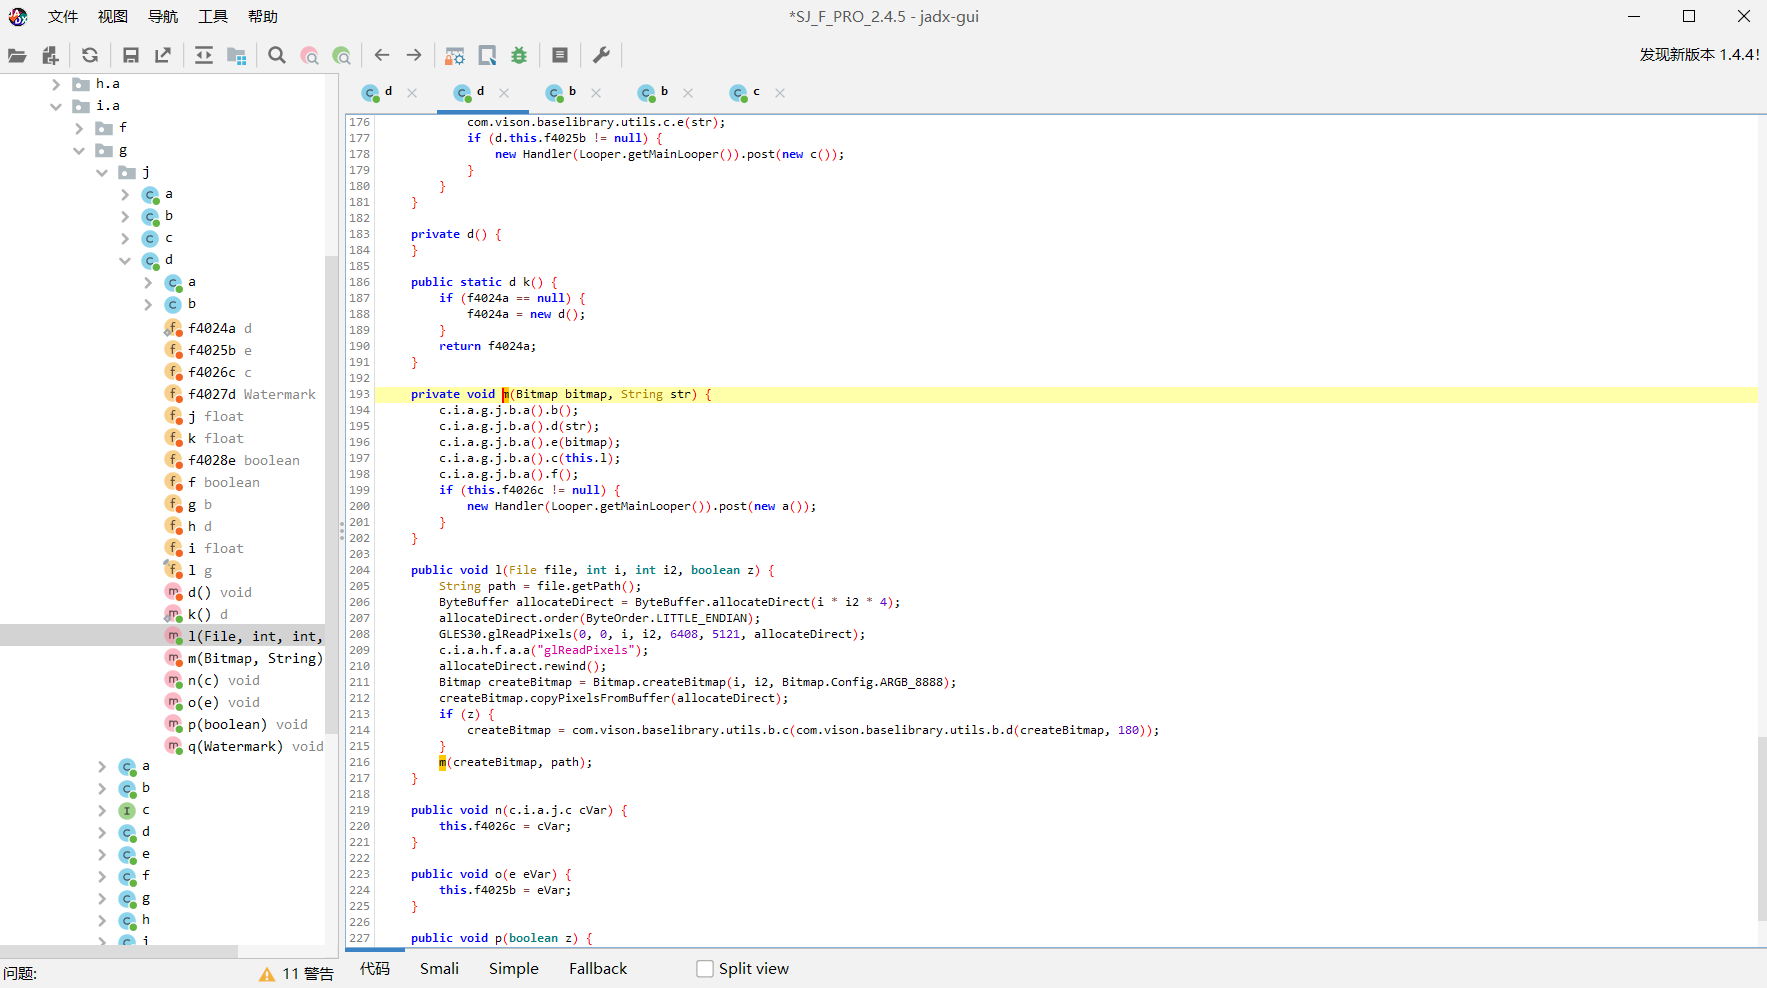 文件 视图 导航 工具 帮助
*SJ_F_PRO_2.4.5 - jadx-gui
发现新版本 1.4.4!
h.a
i.a
f
g
j
a
b
c
d
a
b
f4024a d
f4025b e
f4026c c
f4027d Watermark
j float
k float
f4028e boolean
f boolean
g b
h d
i float
l g
d() void
k() d
l(File, int, int,
m(Bitmap, String)
n(c) void
o(e) void
p(boolean) void
q(Watermark) void
a
b
c
d
e
f
g
h
i
d d b b c
176 com.vison.baselibrary.utils.c.e(str);
177 if (d.this.f4025b != null) {
178 new Handler(Looper.getMainLooper()).post(new c());
179 }
180 }
181 }
182
183 private d() {
184 }
185
186 public static d k() {
187 if (f4024a == null) {
188 f4024a = new d();
189 }
190 return f4024a;
191 }
192
193 private void m(Bitmap bitmap, String str) {
194 c.i.a.g.j.b.a().b();
195 c.i.a.g.j.b.a().d(str);
196 c.i.a.g.j.b.a().e(bitmap);
197 c.i.a.g.j.b.a().c(this.l);
198 c.i.a.g.j.b.a().f();
199 if (this.f4026c != null) {
200 new Handler(Looper.getMainLooper()).post(new a());
201 }
202 }
203
204 public void l(File file, int i, int i2, boolean z) {
205 String path = file.getPath();
206 ByteBuffer allocateDirect = ByteBuffer.allocateDirect(i * i2 * 4);
207 allocateDirect.order(ByteOrder.LITTLE_ENDIAN);
208 GLES30.glReadPixels(0, 0, i, i2, 6408, 5121, allocateDirect);
209 c.i.a.h.f.a.a("glReadPixels");
210 allocateDirect.rewind();
211 Bitmap createBitmap = Bitmap.createBitmap(i, i2, Bitmap.Config.ARGB_8888);
212 createBitmap.copyPixelsFromBuffer(allocateDirect);
213 if (z) {
214 createBitmap = com.vison.baselibrary.utils.b.c(com.vison.baselibrary.utils.b.d(createBitmap, 180));
215 }
216 m(createBitmap, path);
217 }
218
219 public void n(c.i.a.j.c cVar) {
220 this.f4026c = cVar;
221 }
222
223 public void o(e eVar) {
224 this.f4025b = eVar;
225 }
226
227 public void p(boolean z) {
问题: 11 警告
代码 Smali Simple Fallback Split view